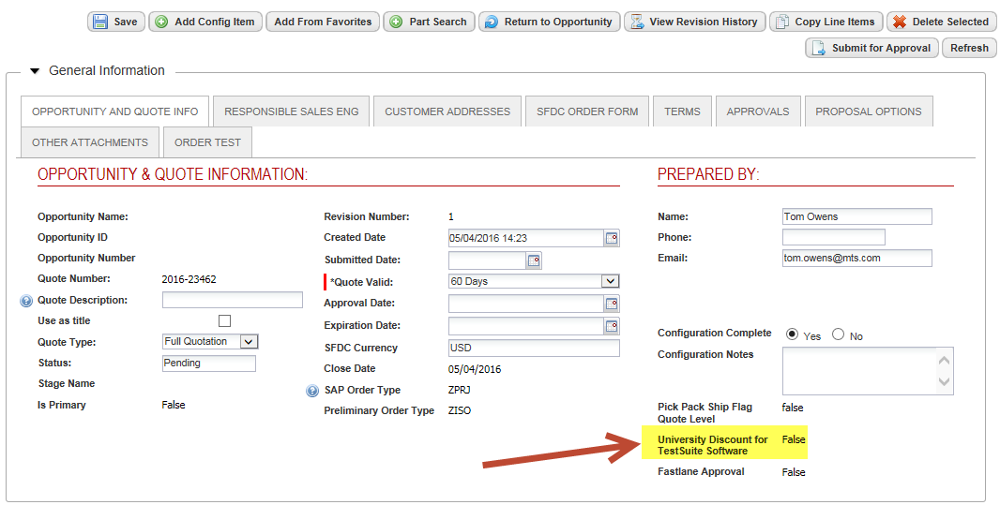 Save
Add Config Item
Add From Favorites
Part Search
Return to Opportunity
View Revision History
Copy Line Items
Delete Selected
Submit for Approval
Refresh
General Information
OPPORTUNITY AND QUOTE INFO
RESPONSIBLE SALES ENG
CUSTOMER ADDRESSES
SFDC ORDER FORM
TERMS
APPROVALS
PROPOSAL OPTIONS
OTHER ATTACHMENTS
ORDER TEST
OPPORTUNITY & QUOTE INFORMATION:
Opportunity Name:
Opportunity ID
Opportunity Number
Quote Number: 2016-23462
Quote Description:
Use as title
Quote Type: Full Quotation
Status: Pending
Stage Name
Is Primary False
Revision Number: 1
Created Date 05/04/2016 14:23
Submitted Date:
*Quote Valid: 60 Days
Approval Date:
Expiration Date:
SFDC Currency USD
Close Date 05/04/2016
SAP Order Type ZPRJ
Preliminary Order Type ZISO
PREPARED BY:
Name: Tom Owens
Phone:
Email: tom.owens@mts.com
Configuration Complete Yes No
Configuration Notes
Pick Pack Ship Flag false
Quote Level
University Discount for False
TestSuite Software
Fastlane Approval False